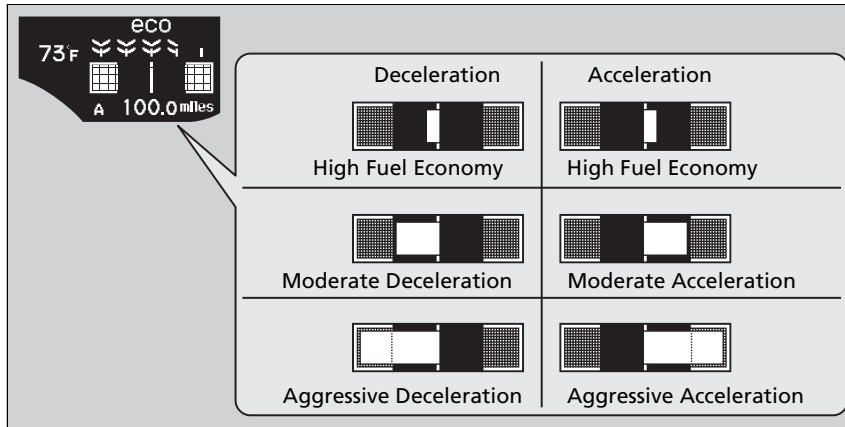 eco
73°F
A 100.0 miles
Deceleration Acceleration
High Fuel Economy High Fuel Economy
Moderate Deceleration Moderate Acceleration
Aggressive Deceleration Aggressive Acceleration